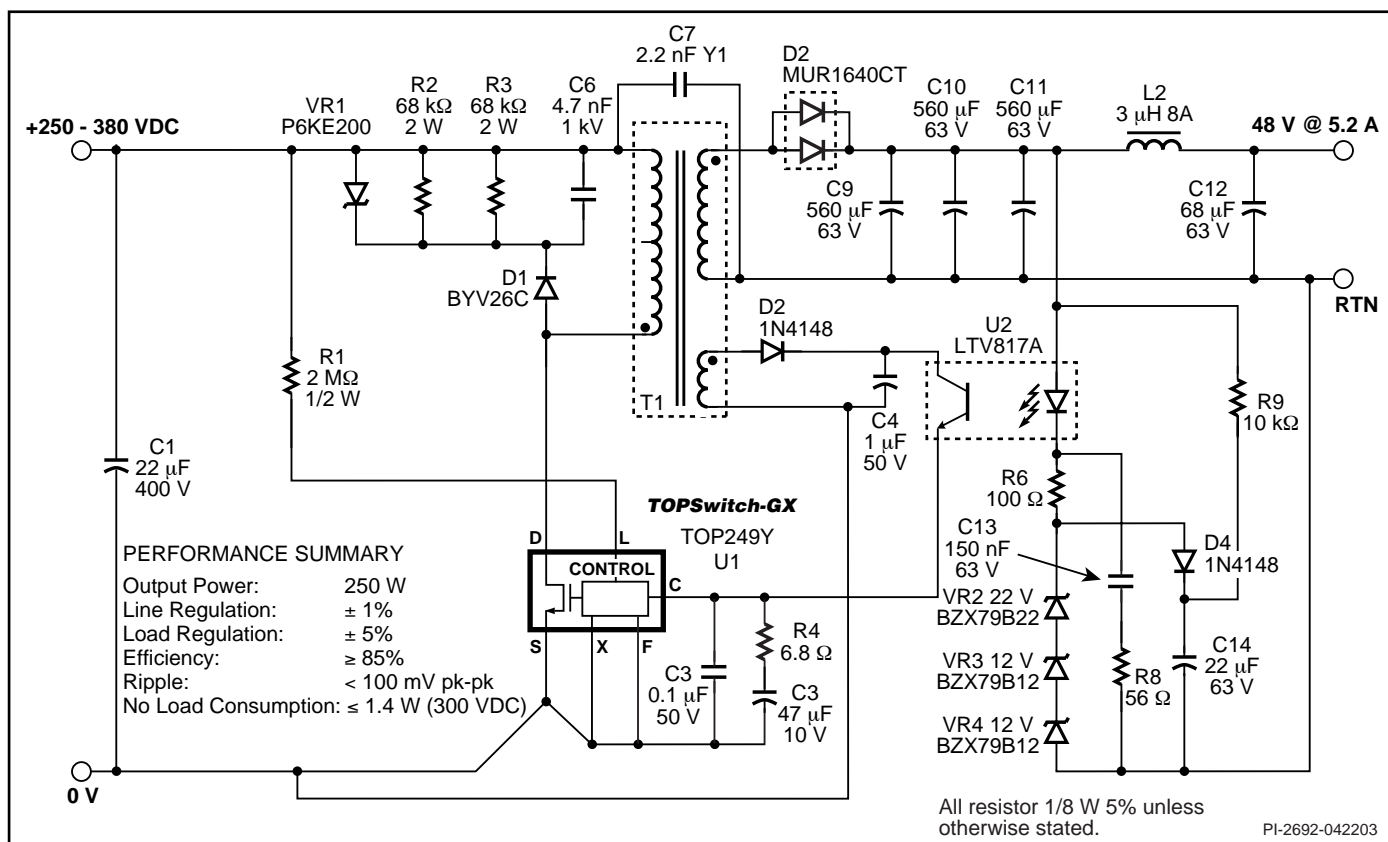 C7
2.2 nF Y1
D2
MUR1640CT
R2
68 kΩ
2 W
R3
68 kΩ
2 W
C6
4.7 nF
1 kV
VR1
P6KE200
C10
560 µF
63 V
C11
560 µF
63 V
L2
3 µH 8A
+250 - 380 VDC
48 V @ 5.2 A
C9
560 µF
63 V
C12
68 µF
63 V
D1
BYV26C
RTN
D2
1N4148
U2
LTV817A
R1
2 MΩ
1/2 W
T1
C4
1 µF
50 V
R9
10 kΩ
C1
22 µF
400 V
R6
100 Ω
TOPSwitch-GX
TOP249Y
U1
D
L
CONTROL
C
S
X
F
C13
150 nF
63 V
D4
1N4148
VR2 22 V
BZX79B22
R4
6.8 Ω
C3
0.1 µF
50 V
C3
47 µF
10 V
VR3 12 V
BZX79B12
R8
56 Ω
C14
22 µF
63 V
VR4 12 V
BZX79B12
PERFORMANCE SUMMARY
Output Power: 250 W
Line Regulation: ± 1%
Load Regulation: ± 5%
Efficiency: ≥ 85%
Ripple: < 100 mV pk-pk
No Load Consumption: ≤ 1.4 W (300 VDC)
0 V
All resistor 1/8 W 5% unless
otherwise stated.
PI-2692-042203